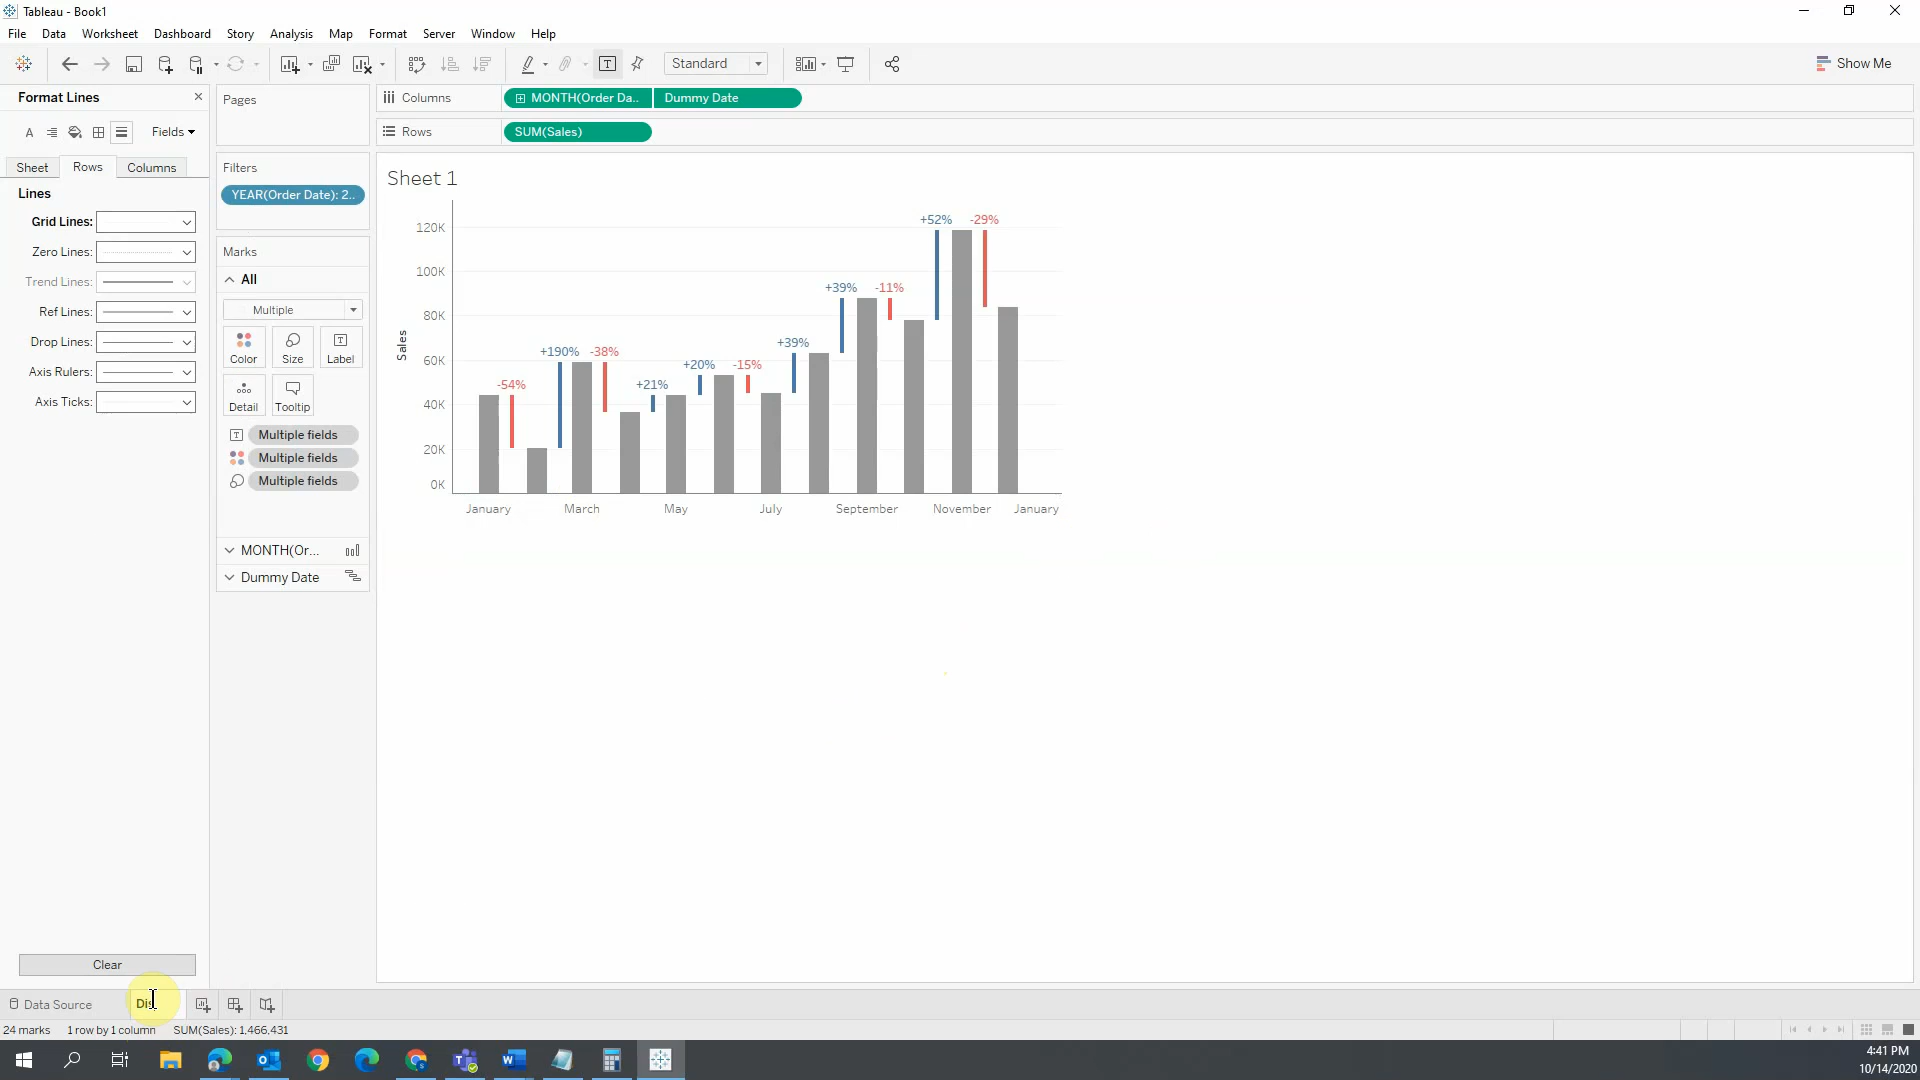 Tableau - Book1
File Data Worksheet Dashboard Story Analysis Map Format Server Window Help
Standard
Show Me
Format Lines
Fields
Sheet Rows Columns
Lines
Grid Lines:
Zero Lines:
Trend Lines:
Ref Lines:
Drop Lines:
Axis Rulers:
Axis Ticks:
Clear
Pages
Filters
YEAR(Order Date): 2..
Marks
All
Multiple
Color Size Label
Detail Tooltip
Multiple fields
Multiple fields
Multiple fields
MONTH(Or...
Dummy Date
Columns MONTH(Order Da.. Dummy Date
Rows SUM(Sales)
Sheet 1
+52% -29%
120K
100K
+39% -11%
80K
+39%
+190% -38%
+20% -15%
60K
-54% +21%
40K
20K
0K
Sales
January March May July September November January
Data Source
24 marks 1 row by 1 column SUM(Sales): 1,466,431
4:41 PM
10/14/2020